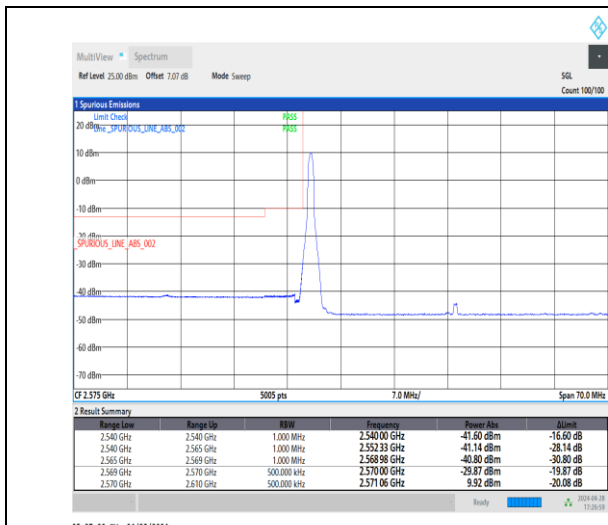 MultiView Spectrum
Ref Level 25.00 dBm Offset 7.07 dB Mode Sweep SGL
Count 100/100
1 Spurious Emissions
Limit Check PASS
20 dBm Line _SPURIOUS_LINE_ABS_002 PASS
10 dBm
0 dBm
-10 dBm
-20 dBm
_SPURIOUS_LINE_ABS_002
-30 dBm
-40 dBm
-50 dBm
-60 dBm
-70 dBm
CF 2.575 GHz 5005 pts 7.0 MHz/ Span 70.0 MHz
2 Result Summary
Range Low Range Up RBW Frequency Power Abs ΔLimit
2.540 GHz 2.540 GHz 1.000 MHz 2.54000 GHz -41.60 dBm -16.60 dB
2.540 GHz 2.565 GHz 1.000 MHz 2.55233 GHz -41.14 dBm -28.14 dB
2.565 GHz 2.569 GHz 1.000 MHz 2.56898 GHz -40.80 dBm -30.80 dB
2.569 GHz 2.570 GHz 500.000 kHz 2.57000 GHz -29.87 dBm -19.87 dB
2.570 GHz 2.610 GHz 500.000 kHz 2.57106 GHz 9.92 dBm -20.08 dB
Ready 2024-04-28
17:26:59